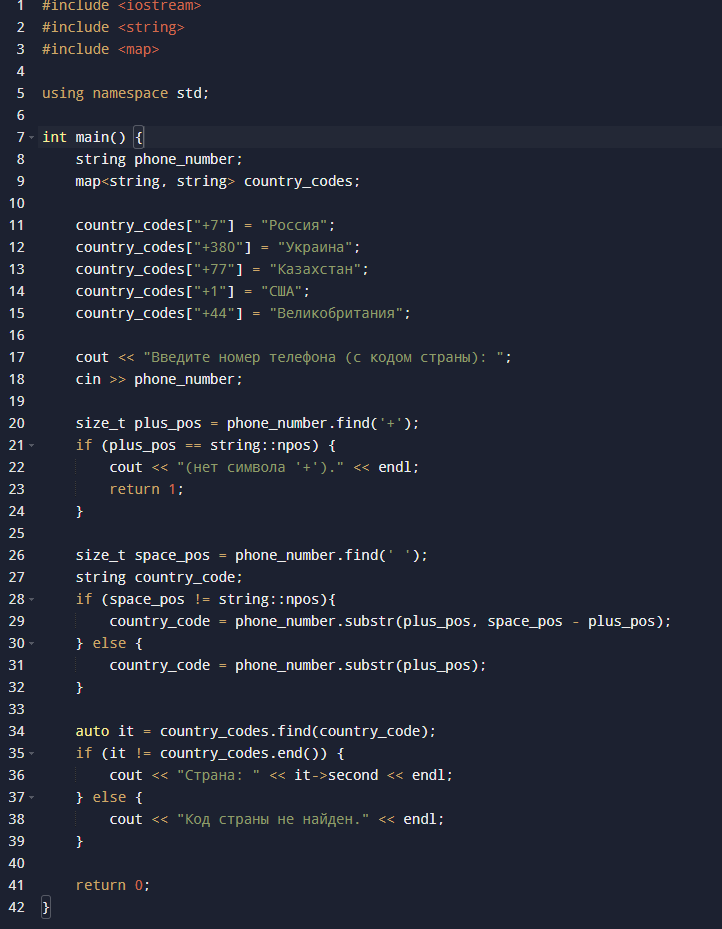 1 #include <iostream>
2 #include <string>
3 #include <map>
4
5 using namespace std;
6
7 int main() {
8     string phone_number;
9     map<string, string> country_codes;
10
11     country_codes["+7"] = "Россия";
12     country_codes["+380"] = "Украина";
13     country_codes["+77"] = "Казахстан";
14     country_codes["+1"] = "США";
15     country_codes["+44"] = "Великобритания";
16
17     cout << "Введите номер телефона (с кодом страны): ";
18     cin >> phone_number;
19
20     size_t plus_pos = phone_number.find('+');
21     if (plus_pos == string::npos) {
22         cout << "(нет символа '+')." << endl;
23         return 1;
24     }
25
26     size_t space_pos = phone_number.find(' ');
27     string country_code;
28     if (space_pos != string::npos){
29         country_code = phone_number.substr(plus_pos, space_pos - plus_pos);
30     } else {
31         country_code = phone_number.substr(plus_pos);
32     }
33
34     auto it = country_codes.find(country_code);
35     if (it != country_codes.end()) {
36         cout << "Страна: " << it->second << endl;
37     } else {
38         cout << "Код страны не найден." << endl;
39     }
40
41     return 0;
42 }